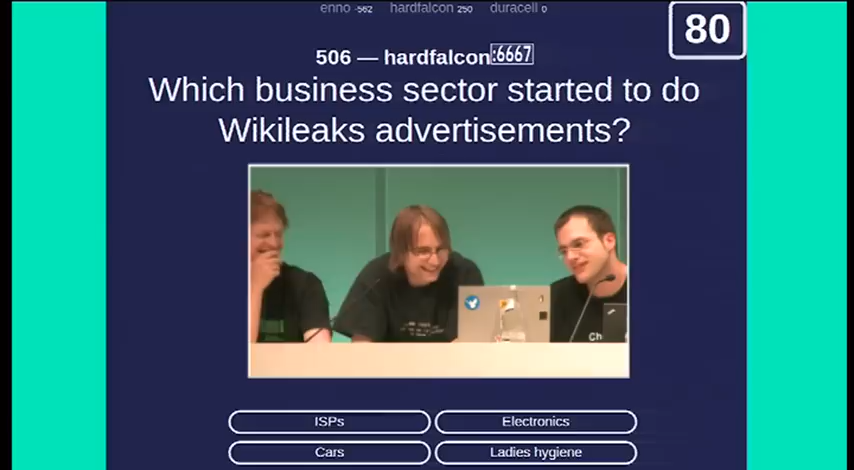 enno -562 hardfalcon 250 duracell 0
80
506 — hardfalcon:6667
Which business sector started to do
Wikileaks advertisements?
Ch
ISPs Electronics
Cars Ladies hygiene